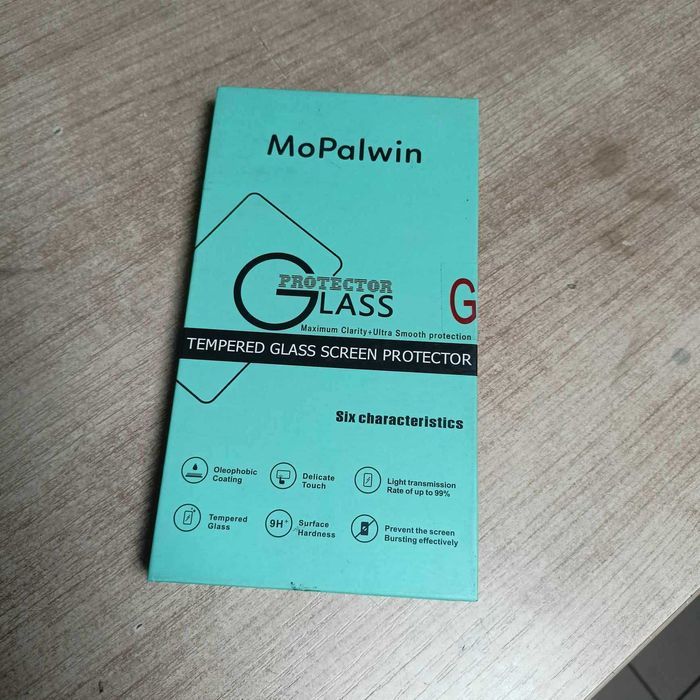 MoPalwin
PROTECTOR
GLASS
G
Maximum Clarity+Ultra Smooth protection
TEMPERED GLASS SCREEN PROTECTOR
Six characteristics
Oleophobic
Coating
Delicate
Touch
Light transmission
Rate of up to 99%
Tempered
Glass
9H+
Surface
Hardness
Prevent the screen
Bursting effectively